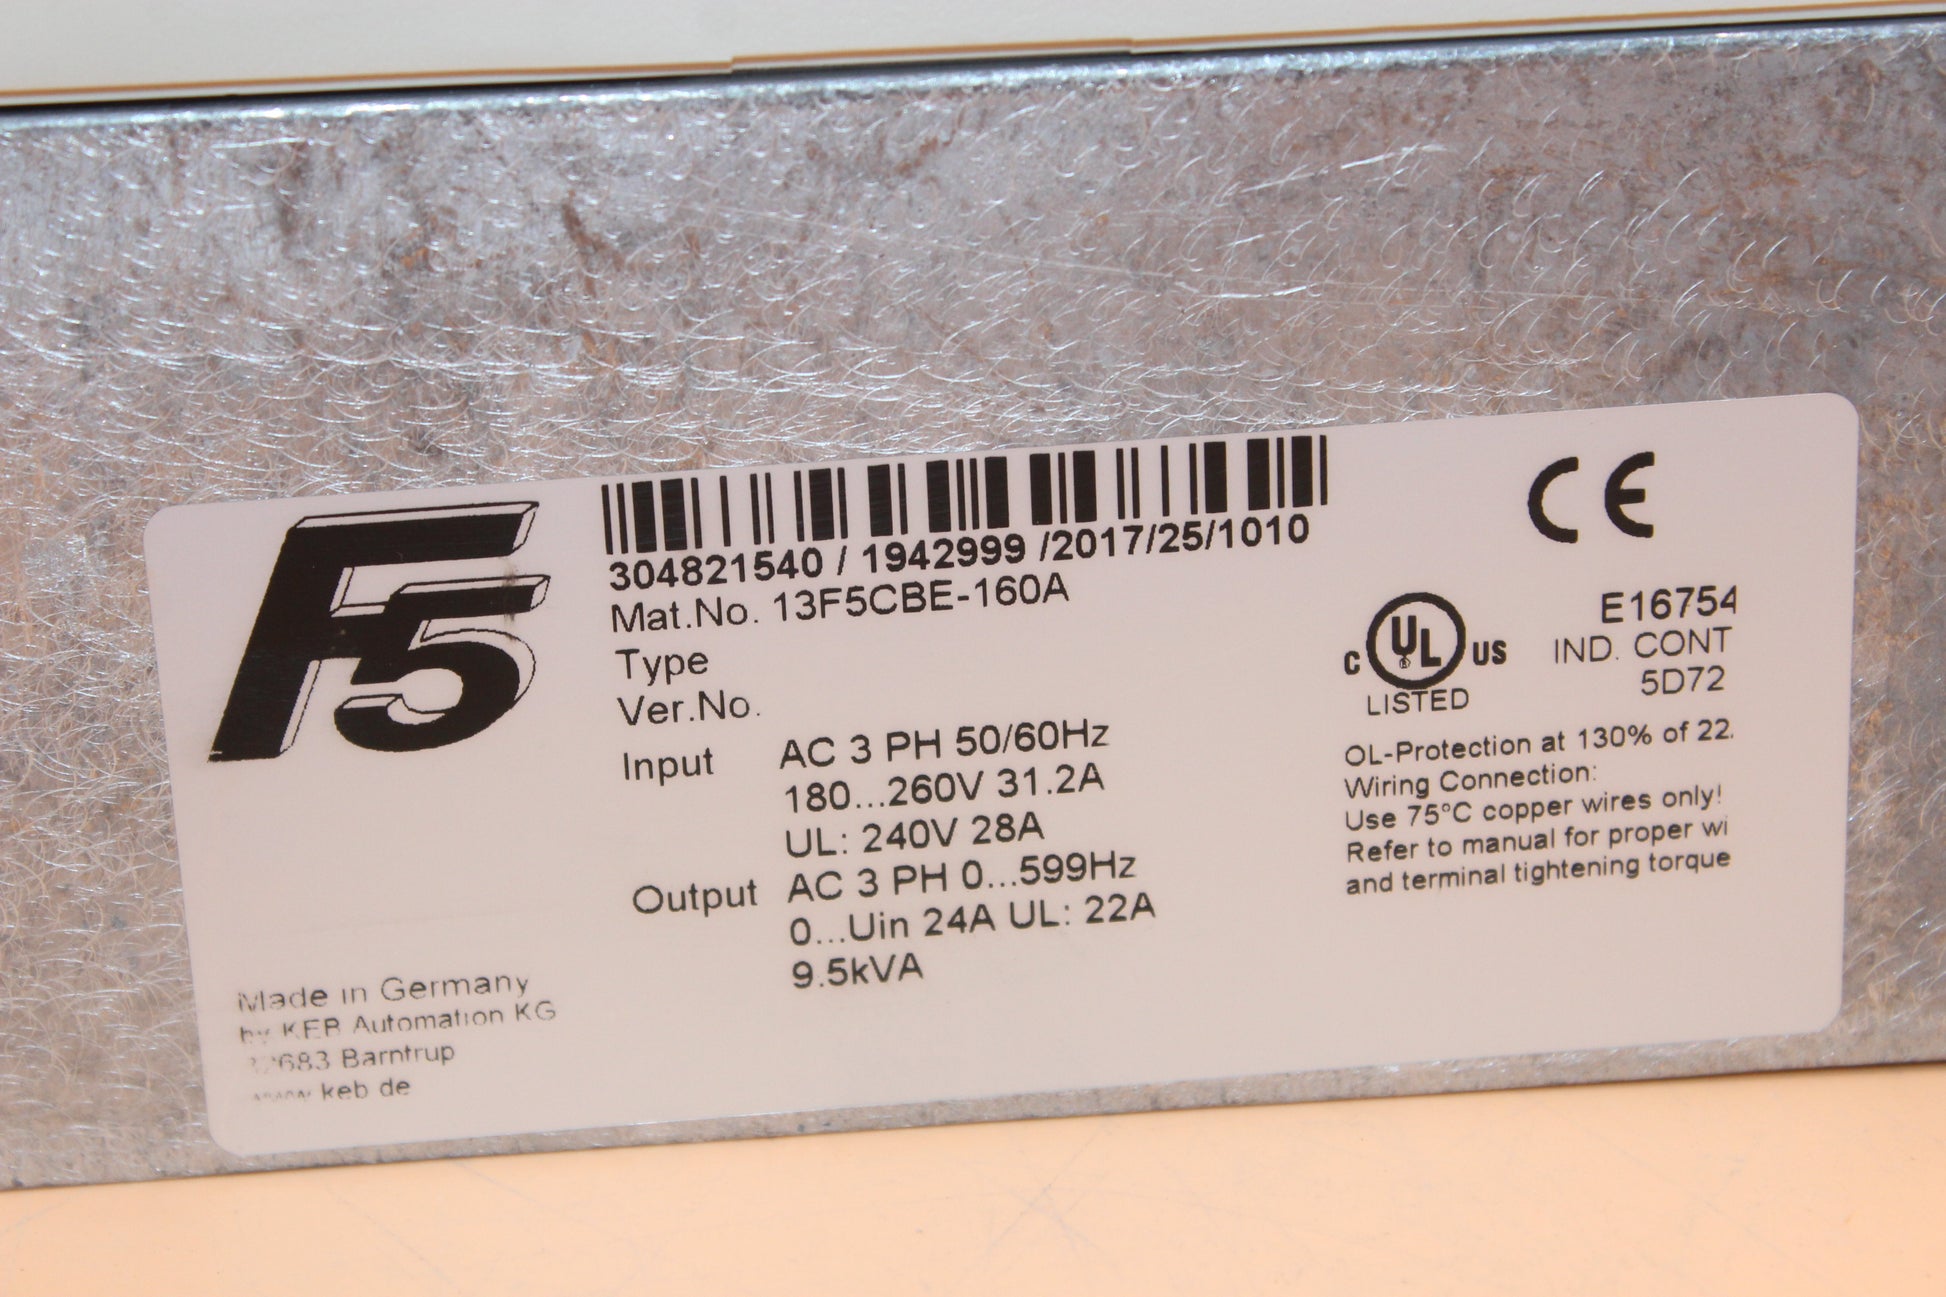 F5
304821540 / 1942999 /2017/25/1010
Mat.No. 13F5CBE-160A
Type
Ver.No.
Input AC 3 PH 50/60Hz
180...260V 31.2A
UL: 240V 28A
Output AC 3 PH 0...599Hz
0...Uin 24A UL: 22A
9.5kVA
Made in Germany
by KEB Automation KG
32683 Barntrup
www.keb.de
CE
C UL US
LISTED
E16754
IND. CONT
5D72
OL-Protection at 130% of 22.
Wiring Connection:
Use 75°C copper wires only!
Refer to manual for proper wi
and terminal tightening torque